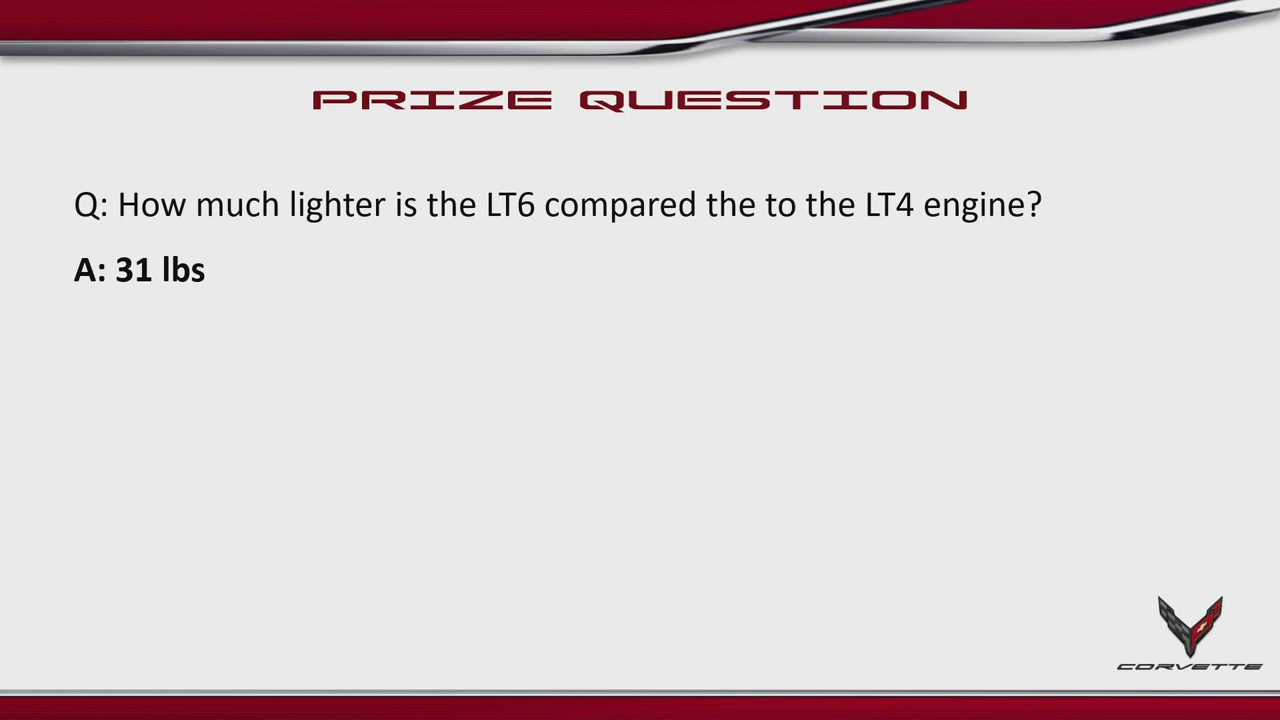 PRIZE QUESTION
Q: How much lighter is the LT6 compared the to the LT4 engine?
A: 31 lbs
CORVETTE